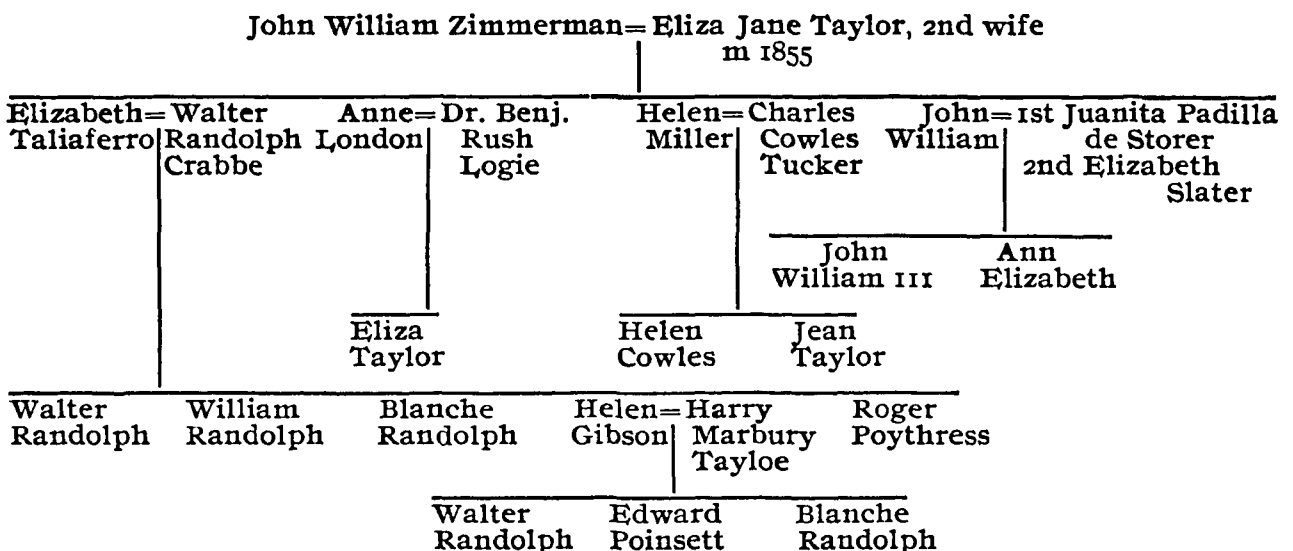 John William Zimmerman=Eliza Jane Taylor, 2nd wife
m 1855
Elizabeth=Walter Anne=Dr. Benj. Helen=Charles John=1st Juanita Padilla
Taliaferro Randolph London Rush Miller Cowles William de Storer
Crabbe Logie Tucker 2nd Elizabeth
Slater
John Ann
William III Elizabeth
Eliza Helen Jean
Taylor Cowles Taylor
Walter William Blanche Helen=Harry Roger
Randolph Randolph Randolph Gibson Marbury Poythress
Tayloe
Walter Edward Blanche
Randolph Poinsett Randolph